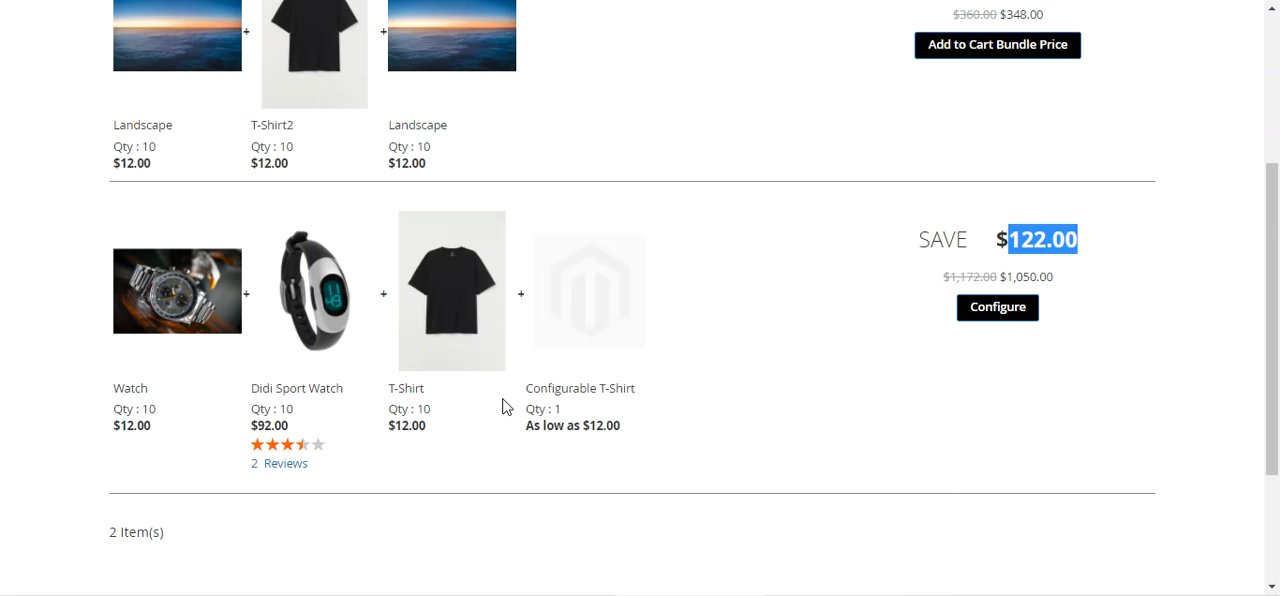 $360.00 $348.00
Add to Cart Bundle Price
+ +
Landscape T-Shirt2 Landscape
Qty : 10 Qty : 10 Qty : 10
$12.00 $12.00 $12.00
SAVE $122.00
$1,172.00 $1,050.00
Configure
+ + +
Watch Didi Sport Watch T-Shirt Configurable T-Shirt
Qty : 10 Qty : 10 Qty : 10 Qty : 1
$12.00 $92.00 $12.00 As low as $12.00
2 Reviews
2 Item(s)